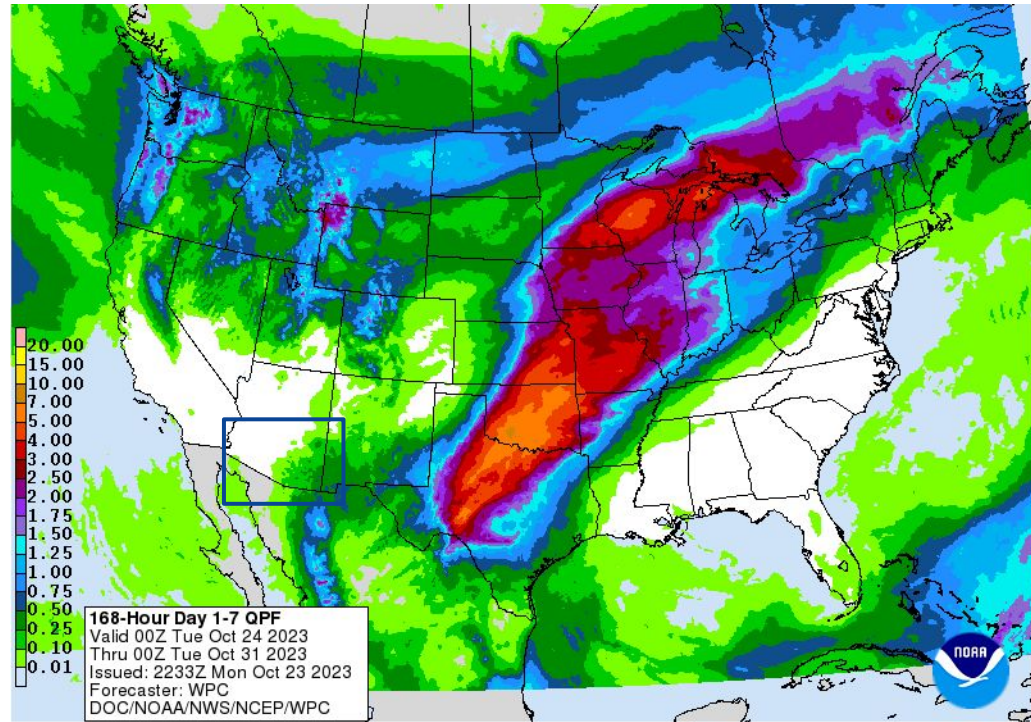 20.00
15.00
10.00
7.00
5.00
4.00
3.00
2.50
2.00
1.75
1.50
1.25
1.00
0.75
0.50
0.25
0.10
0.01
168-Hour Day 1-7 QPF
Valid 00Z Tue Oct 24 2023
Thru 00Z Tue Oct 31 2023
Issued: 2233Z Mon Oct 23 2023
Forecaster: WPC
DOC/NOAA/NWS/NCEP/WPC
NOAA